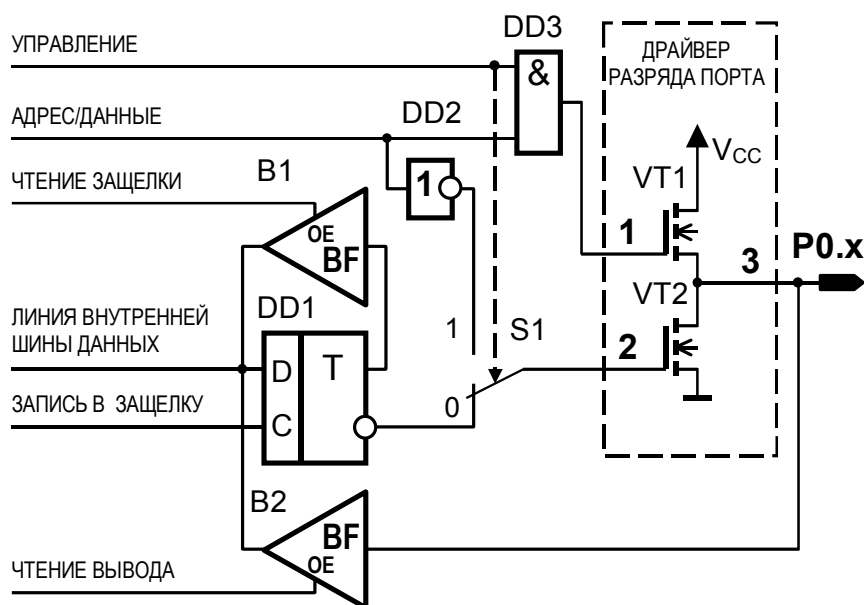 УПРАВЛЕНИЕ
DD3
ДРАЙВЕР
РАЗРЯДА ПОРТА
&
АДРЕС/ДАННЫЕ
DD2
VCC
ЧТЕНИЕ ЗАЩЕЛКИ
B1
1
VT1
OE
BF
1
P0.x
3
DD1
VT2
ЛИНИЯ ВНУТРЕННЕЙ
ШИНЫ ДАННЫХ
1
S1
2
D
T
ЗАПИСЬ В ЗАЩЕЛКУ
0
C
B2
BF
OE
ЧТЕНИЕ ВЫВОДА